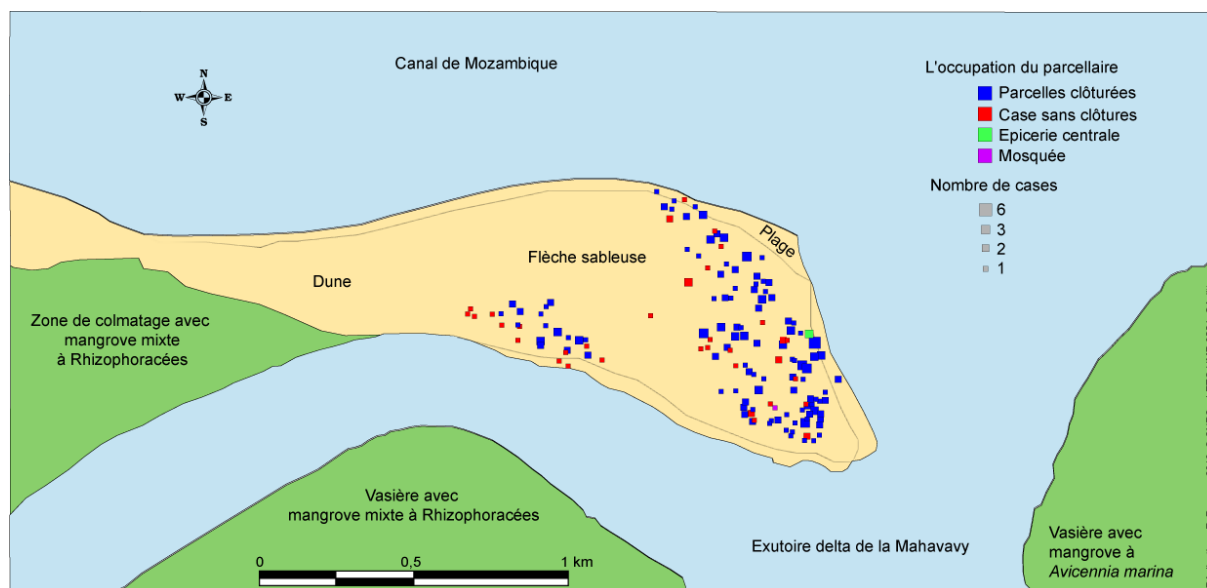 Canal de Mozambique
N
W E
S
L'occupation du parcellaire
Parcelles clôturées
Case sans clôtures
Epicerie centrale
Mosquée
Nombre de cases
6
3
2
1
Plage
Flèche sableuse
Dune
Zone de colmatage avec
mangrove mixte
à Rhizophoracées
Vasière avec
mangrove mixte à Rhizophoracées
0 0,5 1 km
Exutoire delta de la Mahavavy
Vasière avec
mangrove à
Avicennia marina